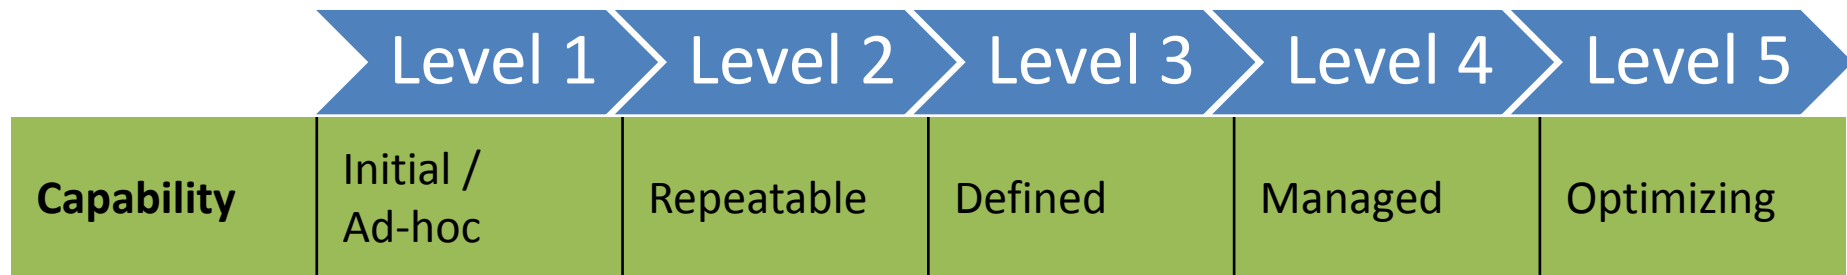 Level 1 Level 2 Level 3 Level 4 Level 5
Capability
Initial /
Ad-hoc
Repeatable
Defined
Managed
Optimizing